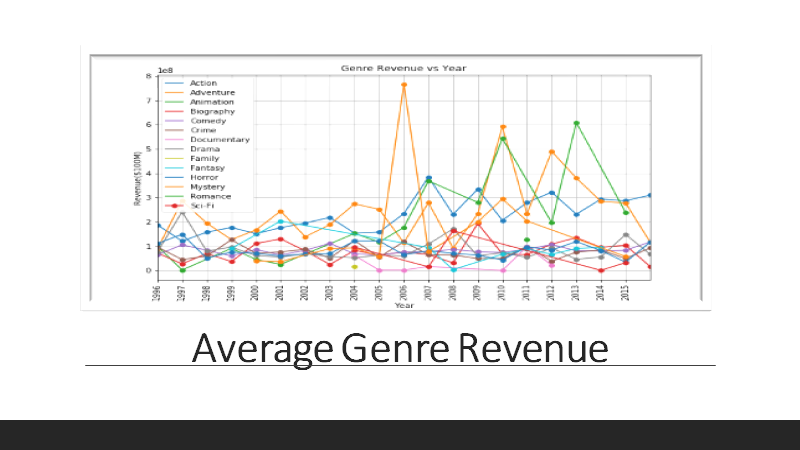 Genre Revenue vs Year
1e8
8
7
6
5
4
3
2
1
0
Revenue($100M)
Action
Adventure
Animation
Biography
Comedy
Crime
Documentary
Drama
Family
Fantasy
Horror
Mystery
Romance
Sci-Fi
1996 1997 1998 1999 2000 2001 2002 2003 2004 2005 2006 2007 2008 2009 2010 2011 2012 2013 2014 2015
Year
Average Genre Revenue